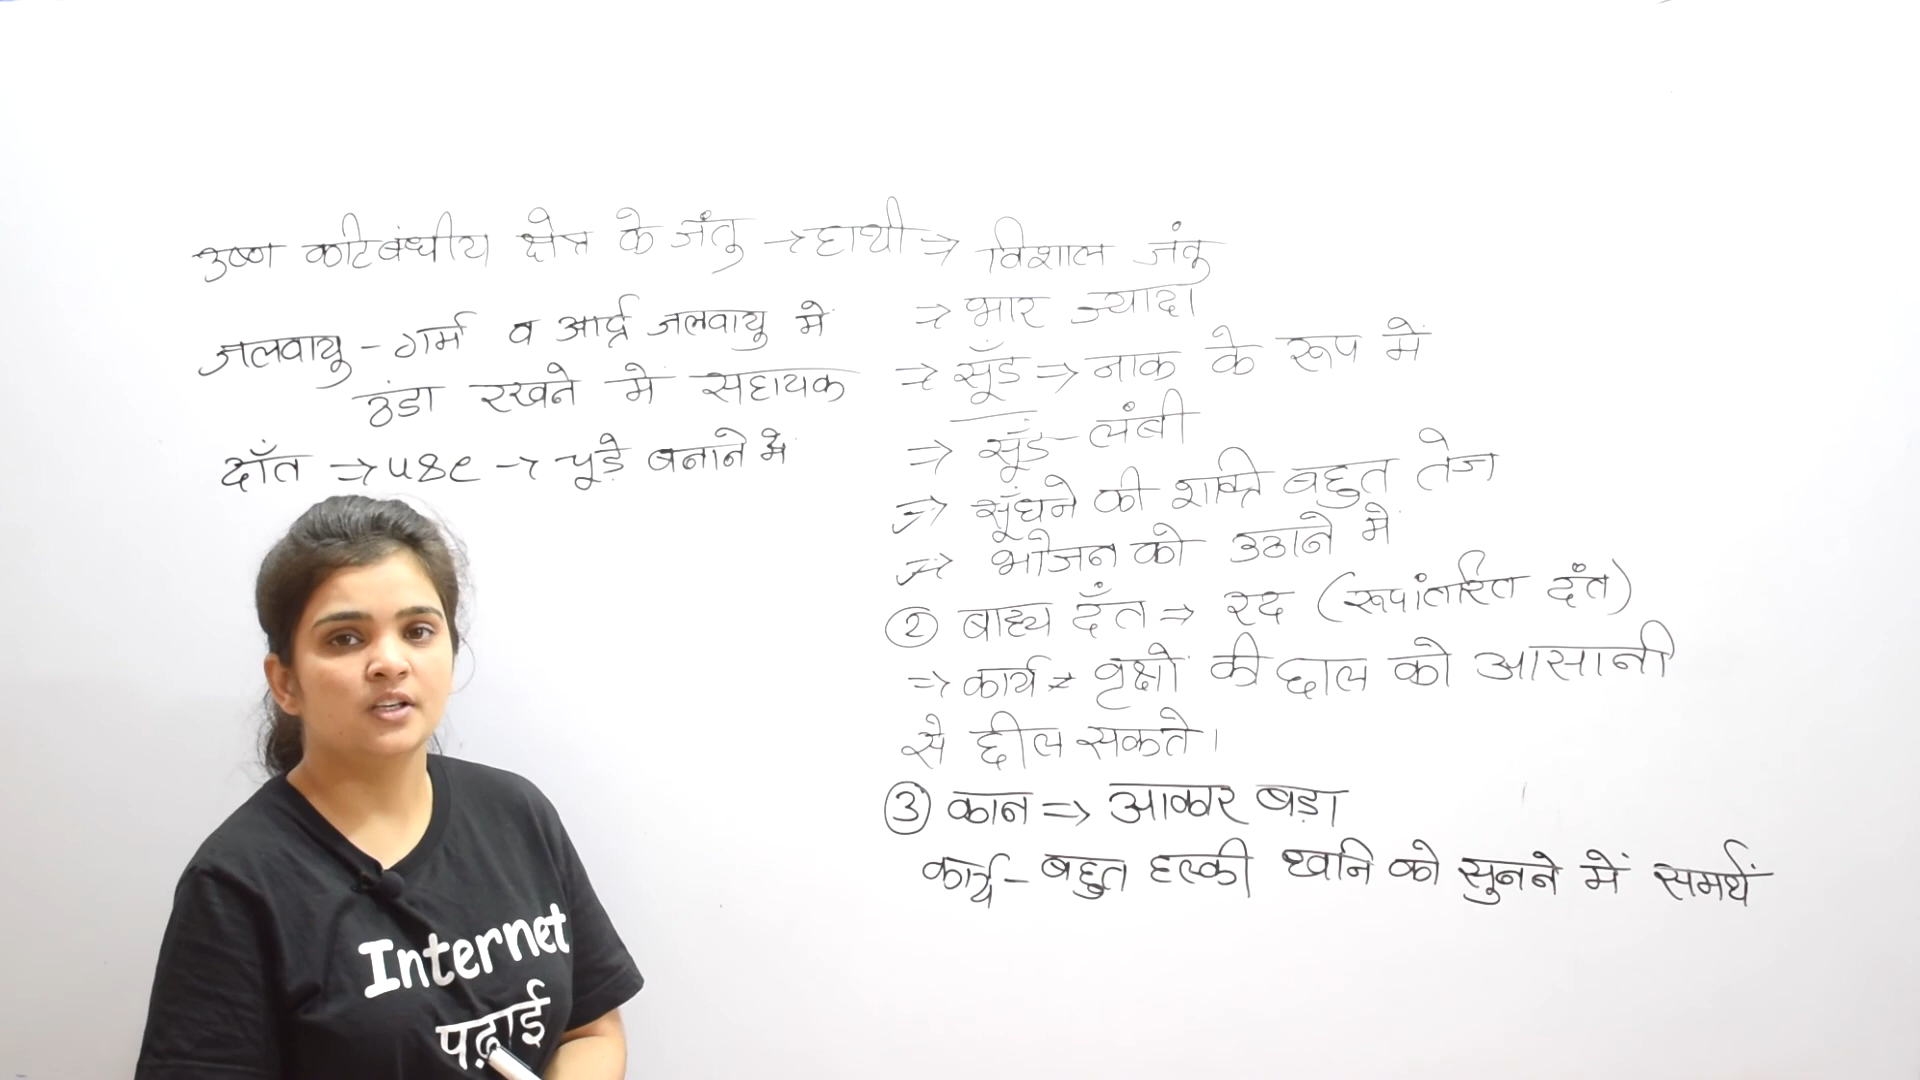 उष्ण कटिबंधीय क्षेत्र के जंतु → हाथी → विशाल जंतु
→ भार ज्यादा
जलवायु - गर्म व आर्द्र जलवायु में
ठंडा रखने में सहायक
दाँत → use → चूड़े बनाने में
⇒ सूँड ⇒ नाक के रूप में
⇒ सूँड - लंबी
⇒ सूँघने की शक्ति बहुत तेज
⇒ भोजन को उठाने में
② बाह्य दँत ⇒ रद (रूपांतरित दँत)
⇒ कार्य = वृक्षों की छाल को आसानी
से छील सकते।
③ कान ⇒ आकार बड़ा
कार्य - बहुत हल्की ध्वनि को सुनने में समर्थ
Internet
पढ़ाई